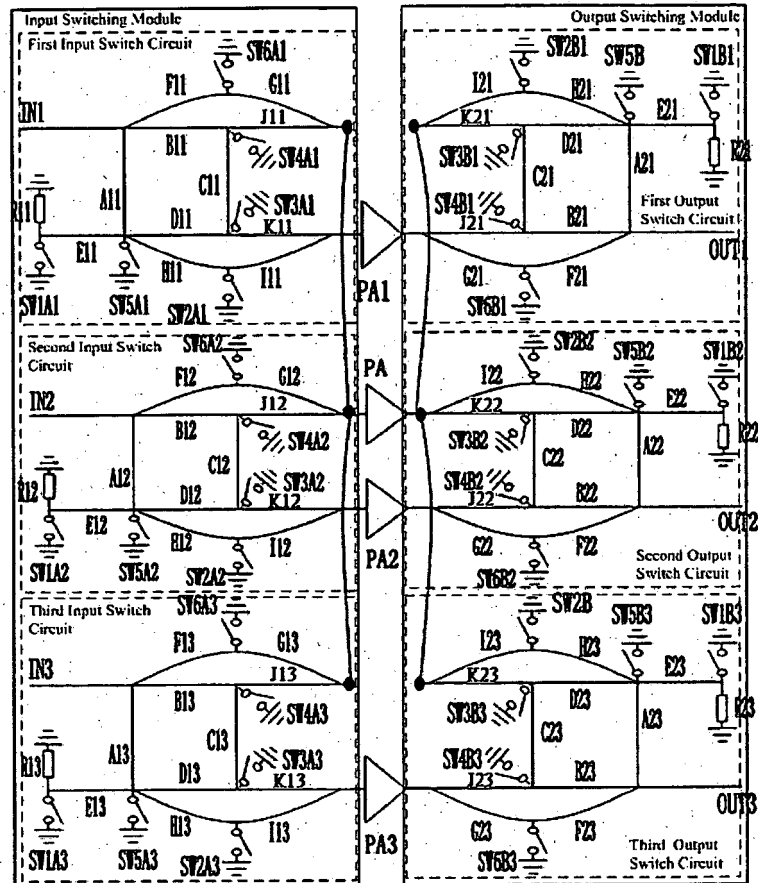 Input Switching Module
Output Switching Module
First Input Switch Circuit
SW6A1
SW2B1
SW5B
SW1B1
F11
G11
I21
H21
IN1
J11
K21
E21
B11
SW4A1
SW3B1
D21
R21
R11
A11
C11
SW3A1
SW4B1
C21
A21
First Output
Switch Circuit
D11
K11
J21
B21
E11
OUT1
H11
I11
G21
F21
SW1A1
SW5A1
SW2A1
PA1
SW6B1
Second Input Switch
Circuit
SW6A2
PA
SW2B2
SW5B2
SW1B2
F12
G12
I22
H22
IN2
J12
K22
E22
B12
SW4A2
SW3B2
D22
R22
R12
A12
C12
SW3A2
SW4B2
C22
A22
D12
K12
J22
B22
E12
OUT2
H12
I12
G22
F22
SW1A2
SW5A2
SW2A2
PA2
SW6B2
Second Output
Switch Circuit
Third Input Switch
Circuit
SW6A3
SW2B
SW5B3
SW1B3
F13
G13
I23
H23
IN3
J13
K23
E23
B13
SW4A3
SW3B3
D23
R23
R13
A13
C13
SW3A3
SW4B3
C23
A23
D13
K13
J23
B23
E13
OUT3
H13
I13
G23
F23
SW1A3
SW5A3
SW2A3
PA3
SW6B3
Third Output
Switch Circuit